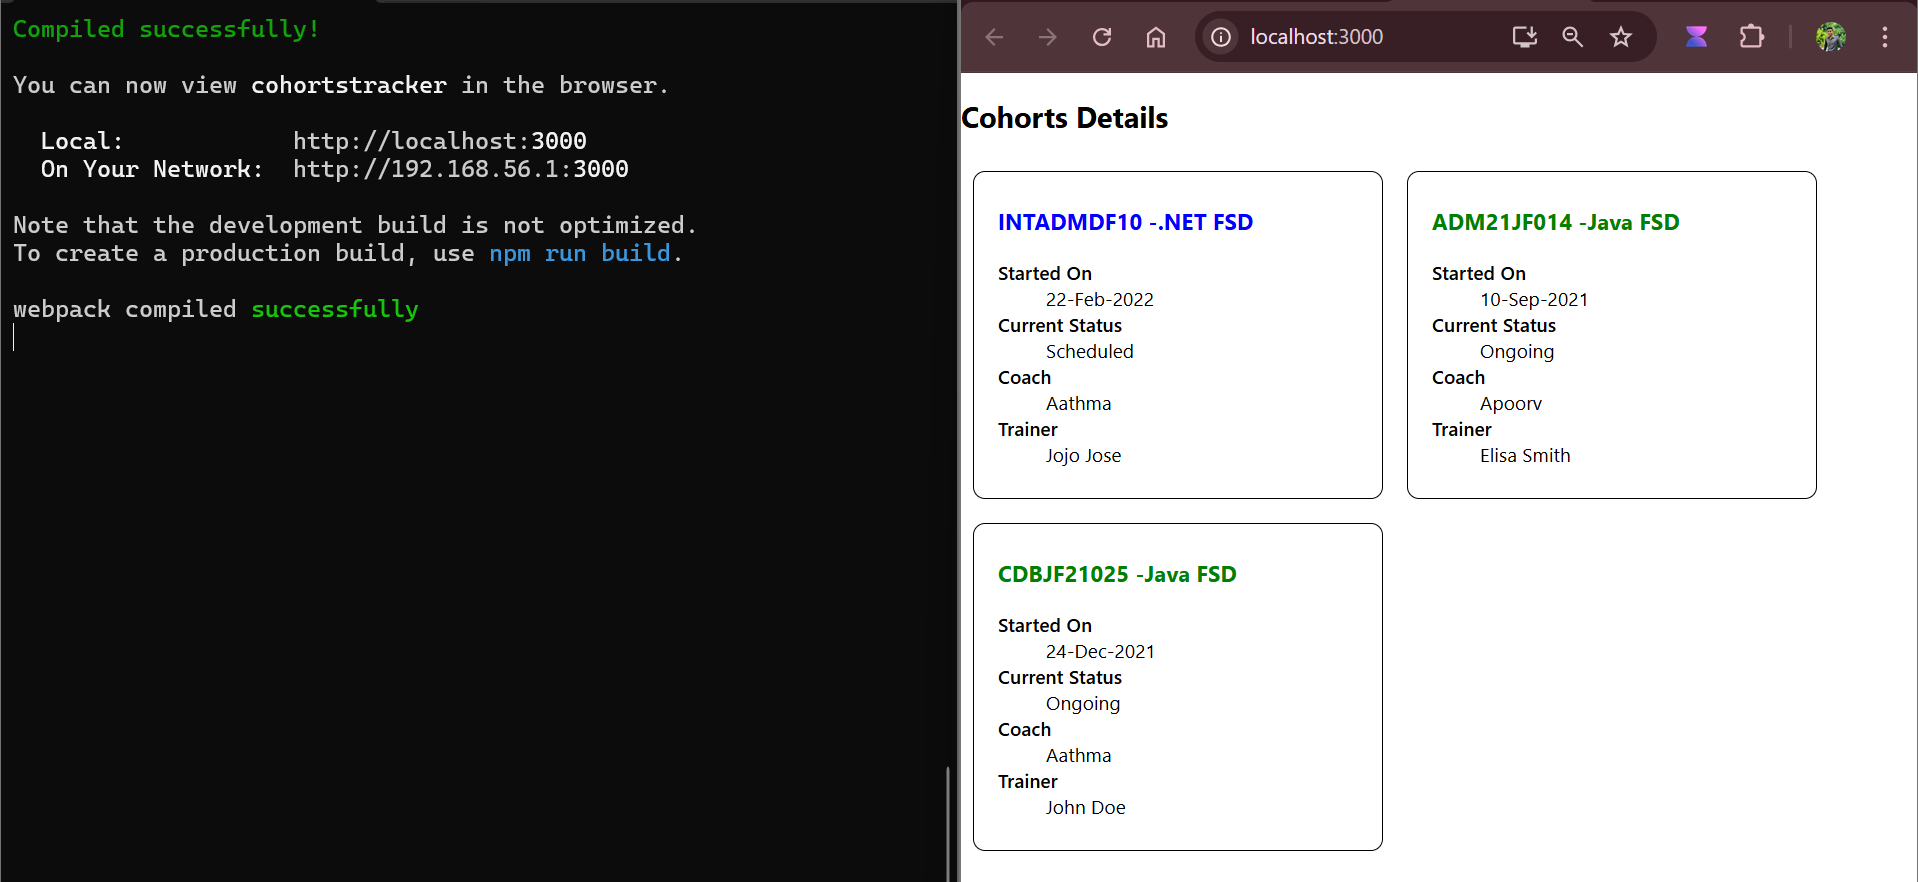 Compiled successfully!
You can now view cohortstracker in the browser.
Local: http://localhost:3000
On Your Network: http://192.168.56.1:3000
Note that the development build is not optimized.
To create a production build, use npm run build.
webpack compiled successfully
localhost:3000
Cohorts Details
INTADMDF10 -.NET FSD
Started On
22-Feb-2022
Current Status
Scheduled
Coach
Aathma
Trainer
Jojo Jose
ADM21JF014 -Java FSD
Started On
10-Sep-2021
Current Status
Ongoing
Coach
Apoorv
Trainer
Elisa Smith
CDBJF21025 -Java FSD
Started On
24-Dec-2021
Current Status
Ongoing
Coach
Aathma
Trainer
John Doe